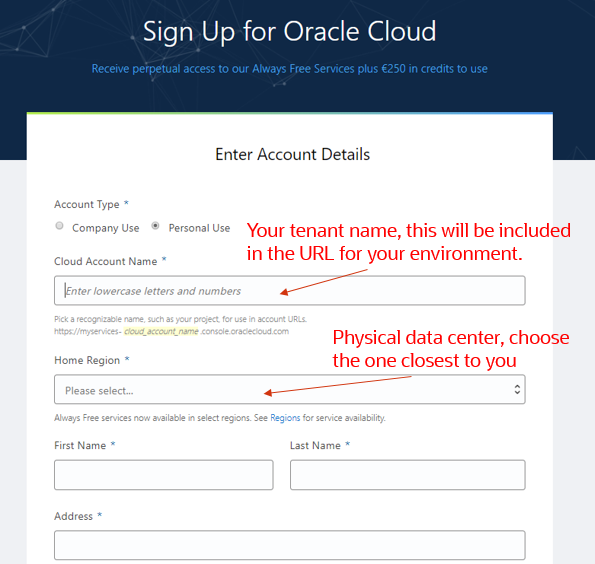 Sign Up for Oracle Cloud
Receive perpetual access to our Always Free Services plus €250 in credits to use
Enter Account Details
Account Type *
Company Use
Personal Use
Your tenant name, this will be included
in the URL for your environment.
Cloud Account Name *
Enter lowercase letters and numbers
Pick a recognizable name, such as your project, for use in account URLs.
https://myservices- cloud_account_name .console.oraclecloud.com
Physical data center, choose
the one closest to you
Home Region *
Please select...
Always Free services now available in select regions. See Regions for service availability.
First Name *
Last Name *
Address *